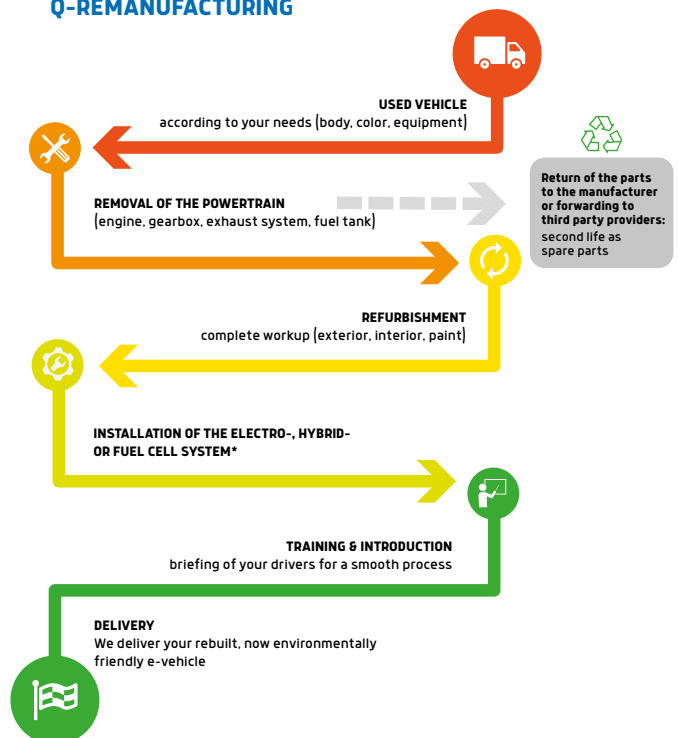 Q-REMANUFACTURING
USED VEHICLE
according to your needs (body, color, equipment)
Return of the parts
to the manufacturer
or forwarding to
third party providers:
second life as
spare parts
REMOVAL OF THE POWERTRAIN
(engine, gearbox, exhaust system, fuel tank)
REFURBISHMENT
complete workup (exterior, interior, paint)
INSTALLATION OF THE ELECTRO-, HYBRID-
OR FUEL CELL SYSTEM*
TRAINING & INTRODUCTION
briefing of your drivers for a smooth process
DELIVERY
We deliver your rebuilt, now environmentally
friendly e-vehicle